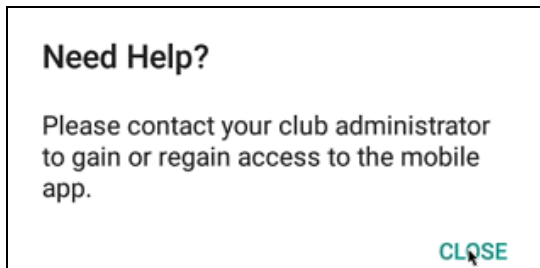 Need Help?
Please contact your club administrator
to gain or regain access to the mobile
app.
CLOSE